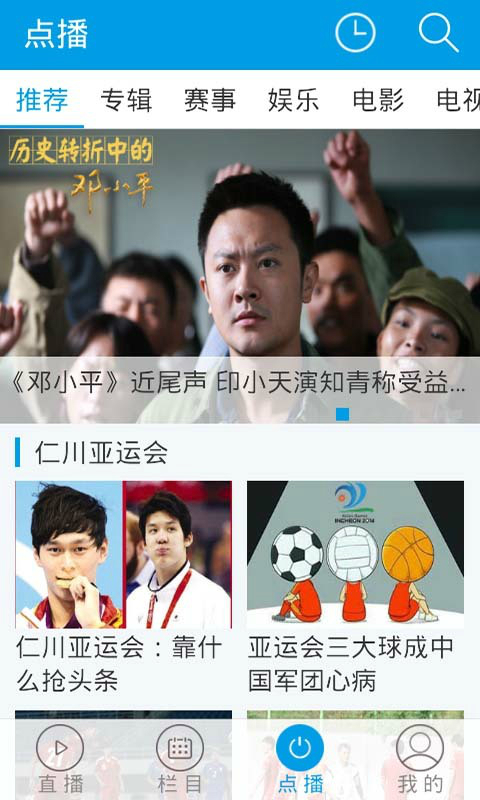 点播
推荐 专辑 赛事 娱乐 电影 电视
历史转折中的
邓小平
《邓小平》近尾声 印小天演知青称受益...
仁川亚运会
INCHEON 2014
仁川亚运会：靠什
么抢头条
亚运会三大球成中
国军团心病
直播 栏目 点播 我的